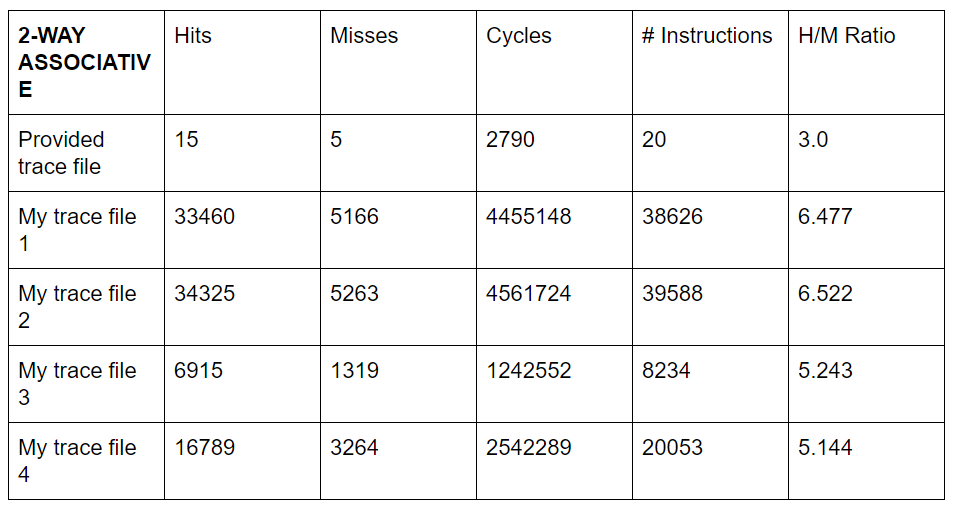 2-WAY Hits Misses Cycles # Instructions H/M Ratio
ASSOCIATIV
E
Provided 15 5 2790 20 3.0
trace file
My trace file 33460 5166 4455148 38626 6.477
1
My trace file 34325 5263 4561724 39588 6.522
2
My trace file 6915 1319 1242552 8234 5.243
3
My trace file 16789 3264 2542289 20053 5.144
4